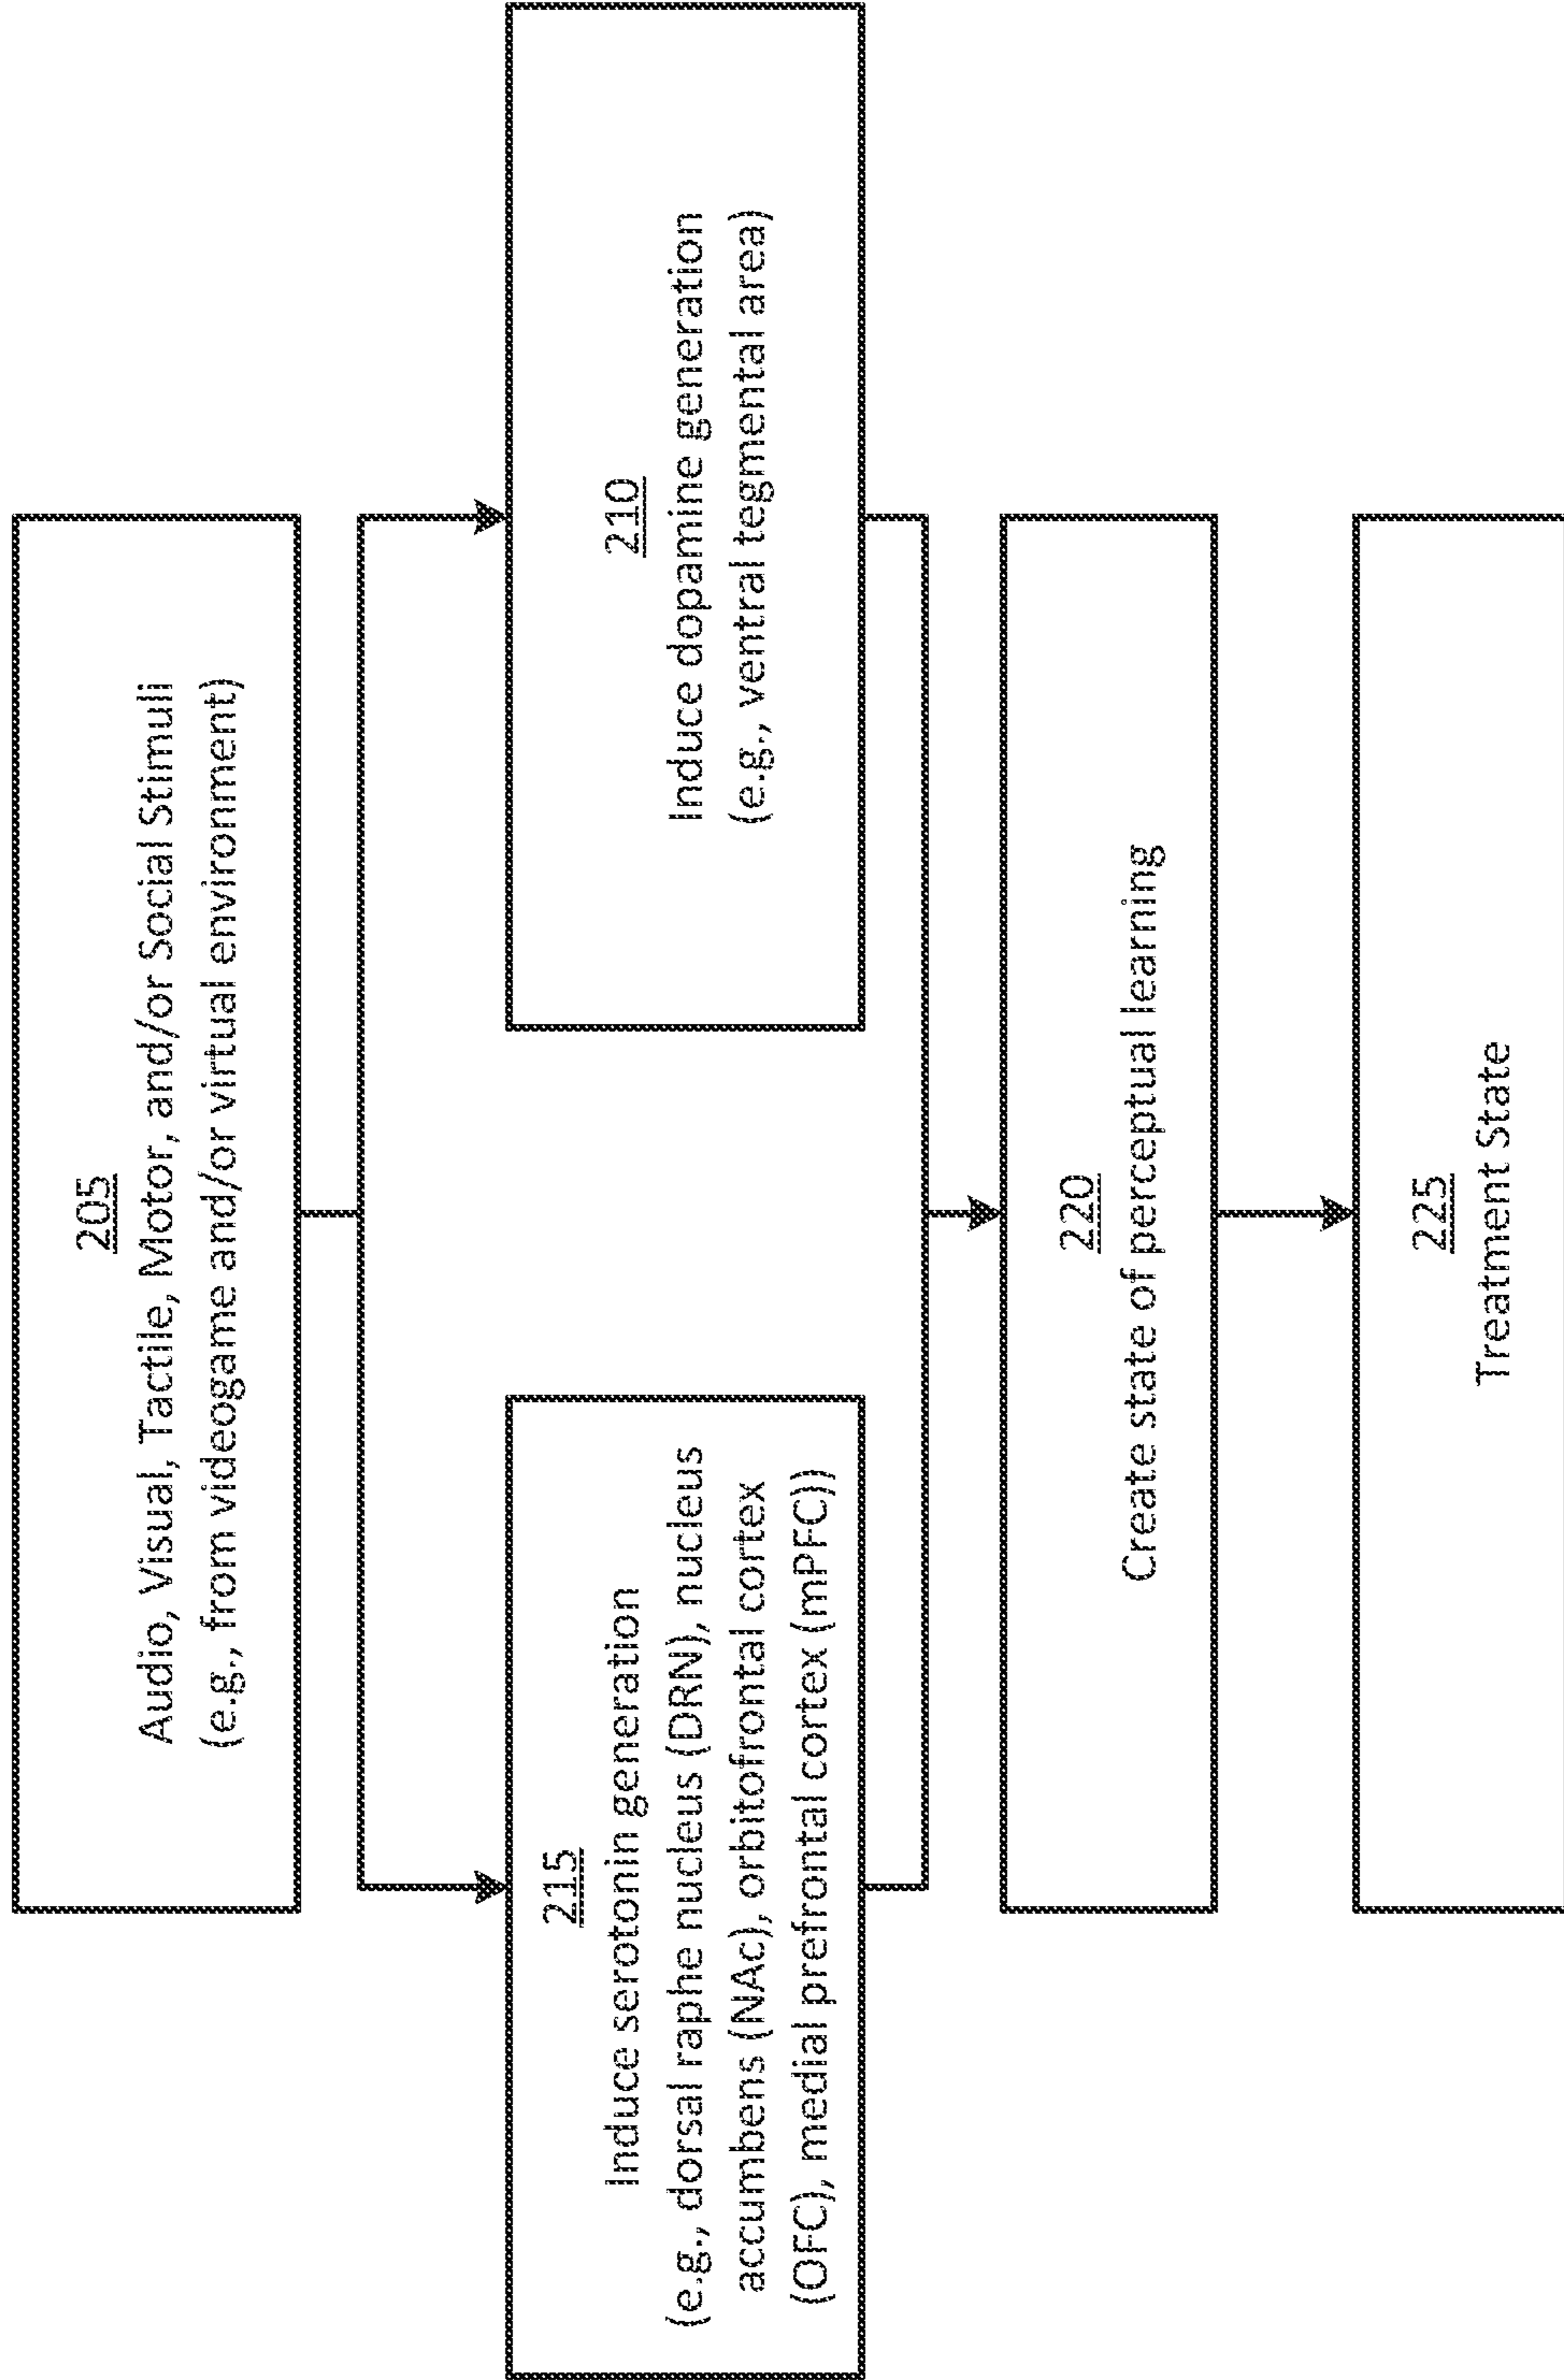 205
Audio, Visual, Tactile, Motor, and/or Social Stimuli
(e.g., from videogame and/or virtual environment)
215
Induce serotonin generation
(e.g., dorsal raphe nucleus (DRN), nucleus
accumbens (NAc), orbitofrontal cortex
(OFC), medial prefrontal cortex (mPFC))
210
Induce dopamine generation
(e.g., ventral tegmental area)
220
Create state of perceptual learning
225
Treatment State